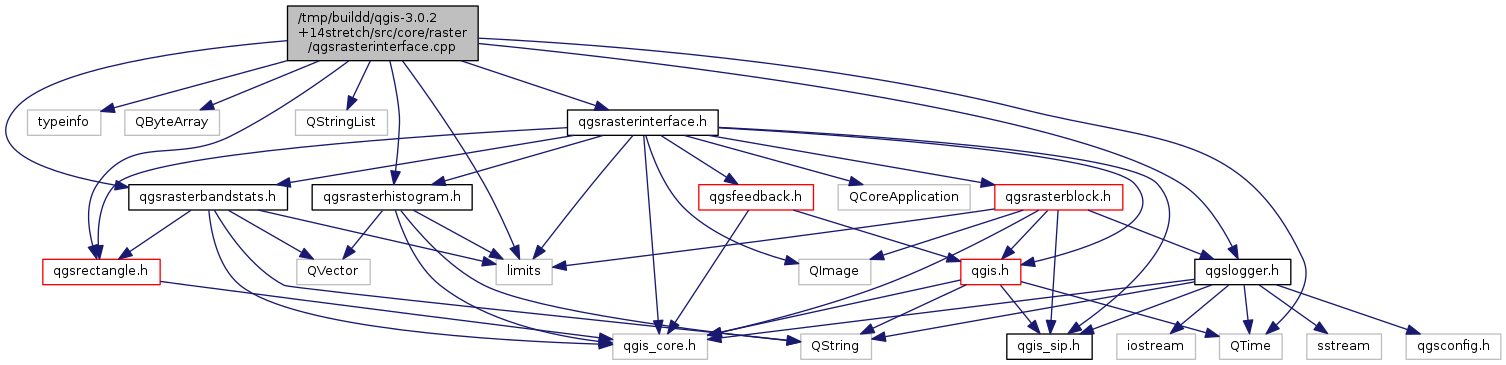 /tmp/buildd/qgis-3.0.2
+14stretch/src/core/raster
/qgsrasterinterface.cpp
typeinfo
QByteArray
QStringList
qgsrasterinterface.h
qgsrasterbandstats.h
qgsrasterhistogram.h
qgsfeedback.h
QCoreApplication
qgsrasterblock.h
qgsrectangle.h
QVector
limits
QImage
qgis.h
qgslogger.h
qgis_core.h
QString
qgis_sip.h
iostream
QTime
sstream
qgsconfig.h